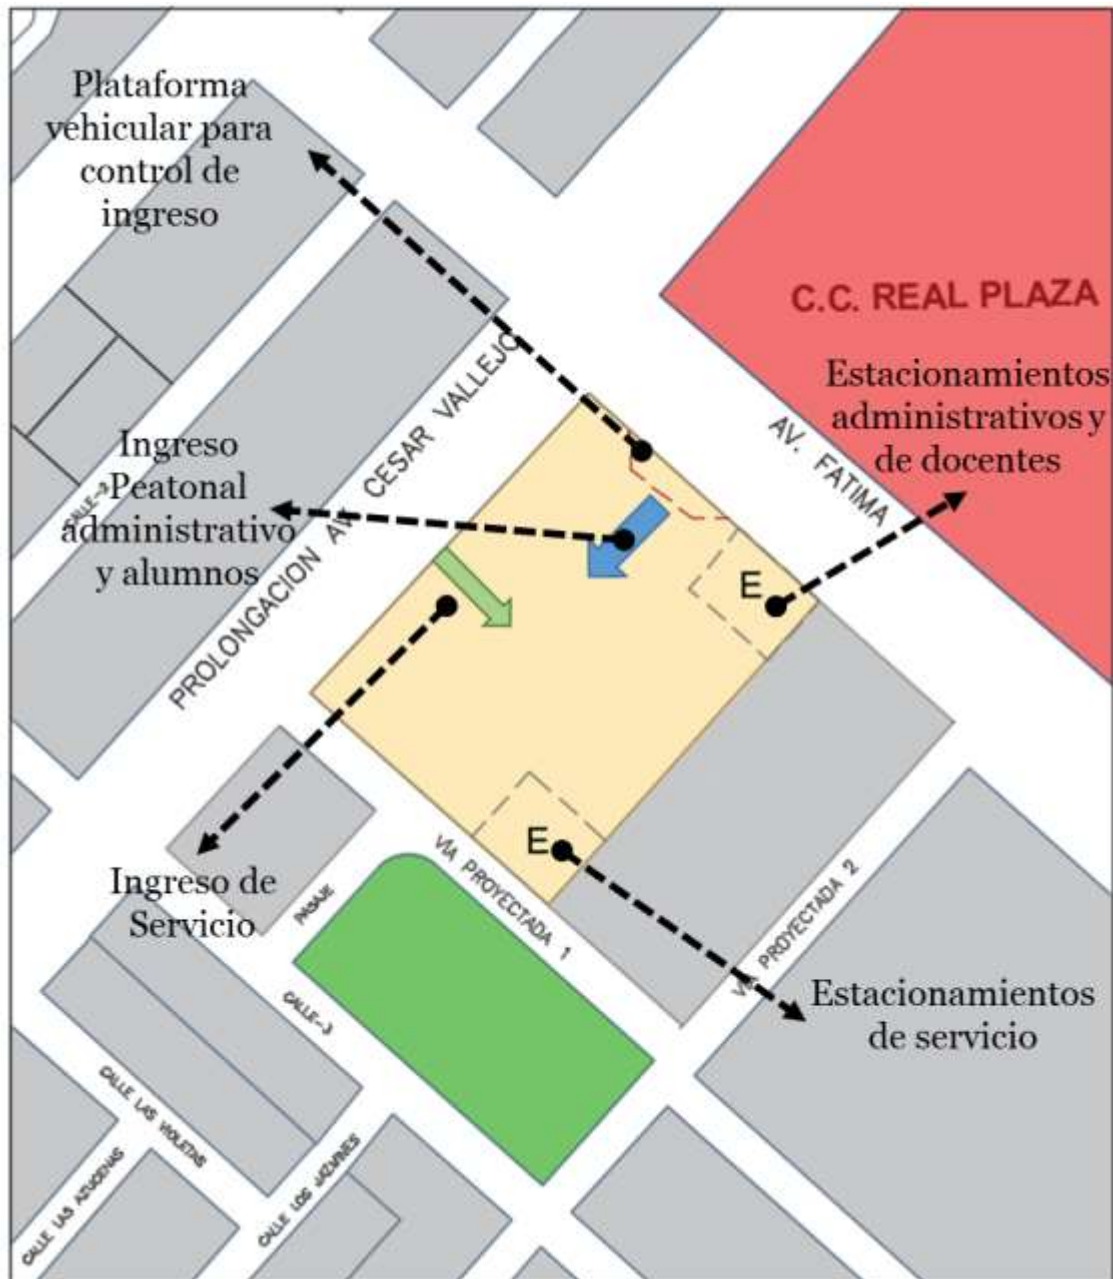 Plataforma
vehicular para
control de
ingreso
C.C. REAL PLAZA
Estacionamientos
administrativos y
de docentes
AV. FATIMA
PROLONGACION AV. CESAR VALLEJO
Ingreso
Peatonal
administrativo
y alumnos
E
E
Ingreso de
Servicio
VÍA PROYECTADA 1
VÍA PROYECTADA 2
PASAJE
CALLE-3
Estacionamientos
de servicio
CALLE LAS VIOLETAS
CALLE LAS AZUCENAS
CALLE LOS JAZMINES